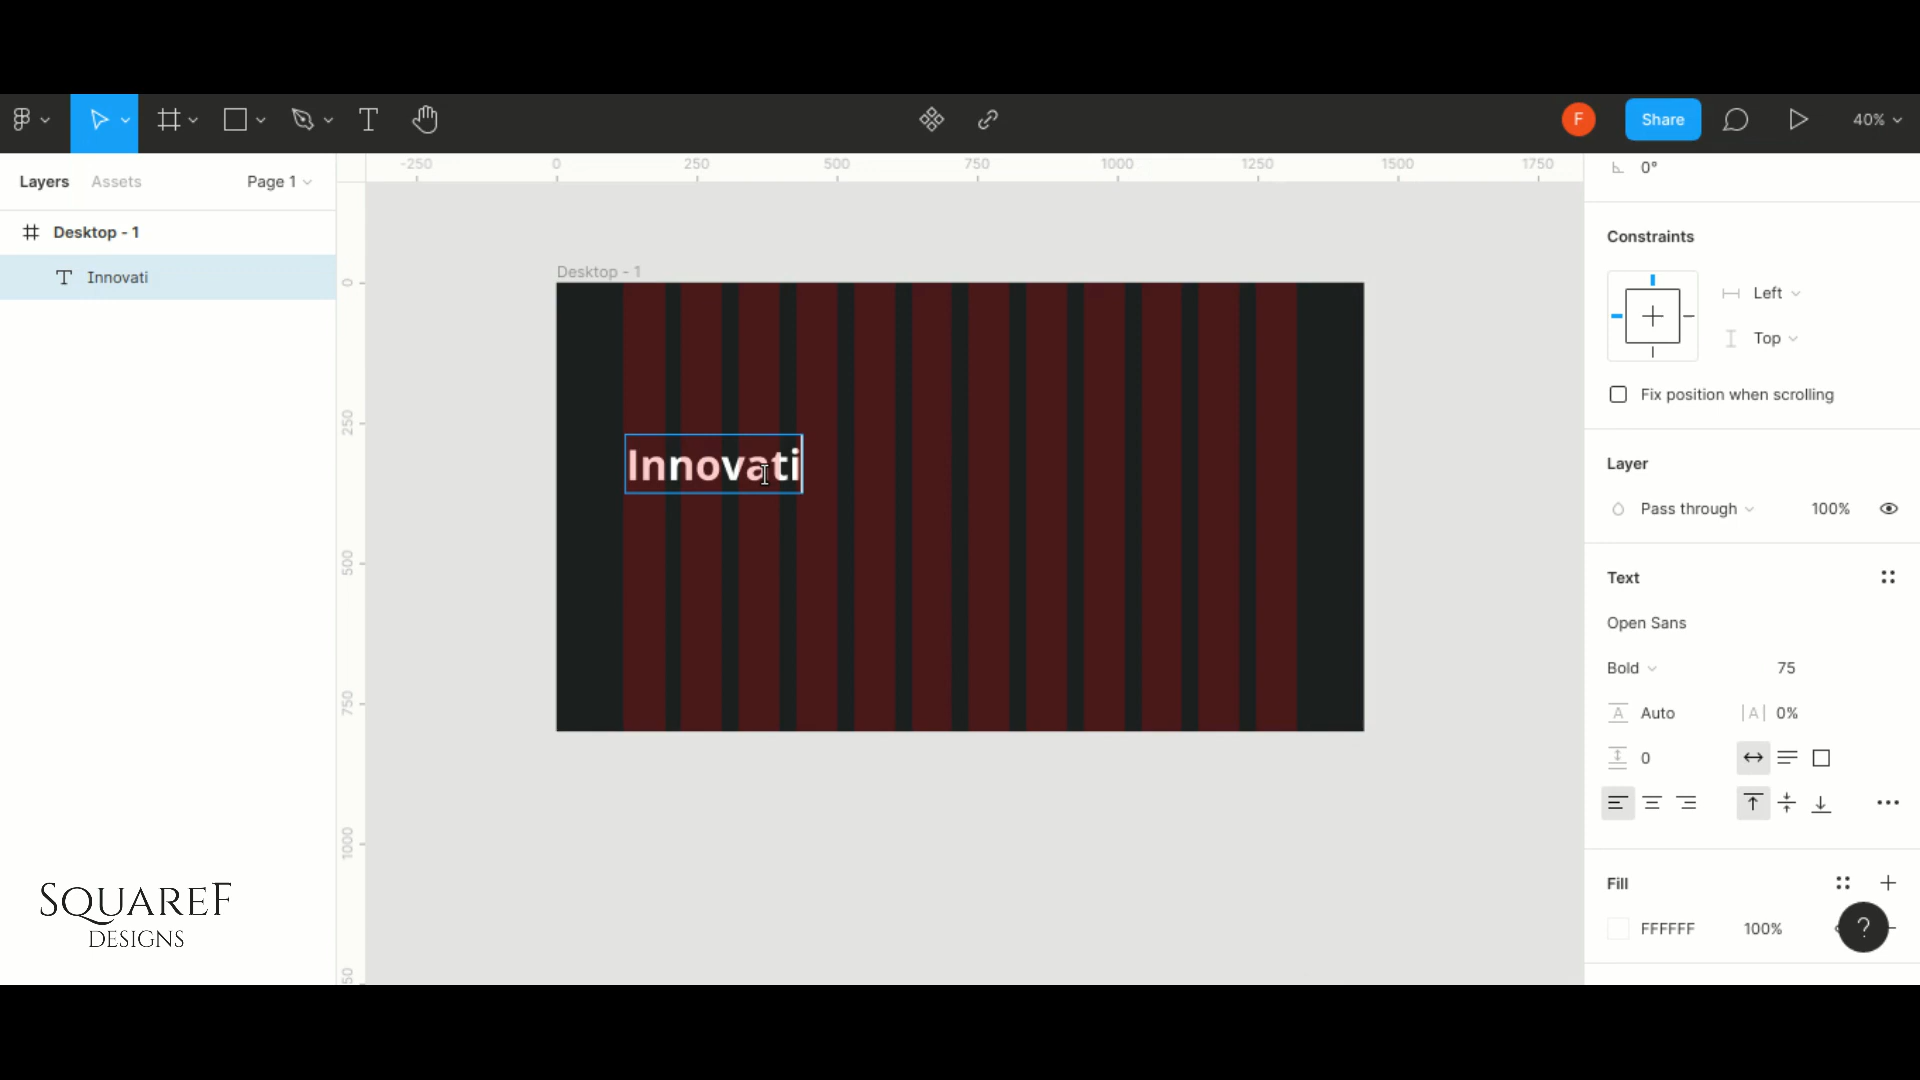 F
Share
40%
Layers
Assets
Page 1
-250
0
250
500
750
1000
1250
1500
1750
0°
Desktop - 1
Innovati
Constraints
Left
Top
Fix position when scrolling
Desktop - 1
0
250
500
750
1000
Innovati
Layer
Pass through
100%
Text
Open Sans
Bold
75
Auto
0%
0
Fill
FFFFFF
100%
?
SQUAREF
DESIGNS